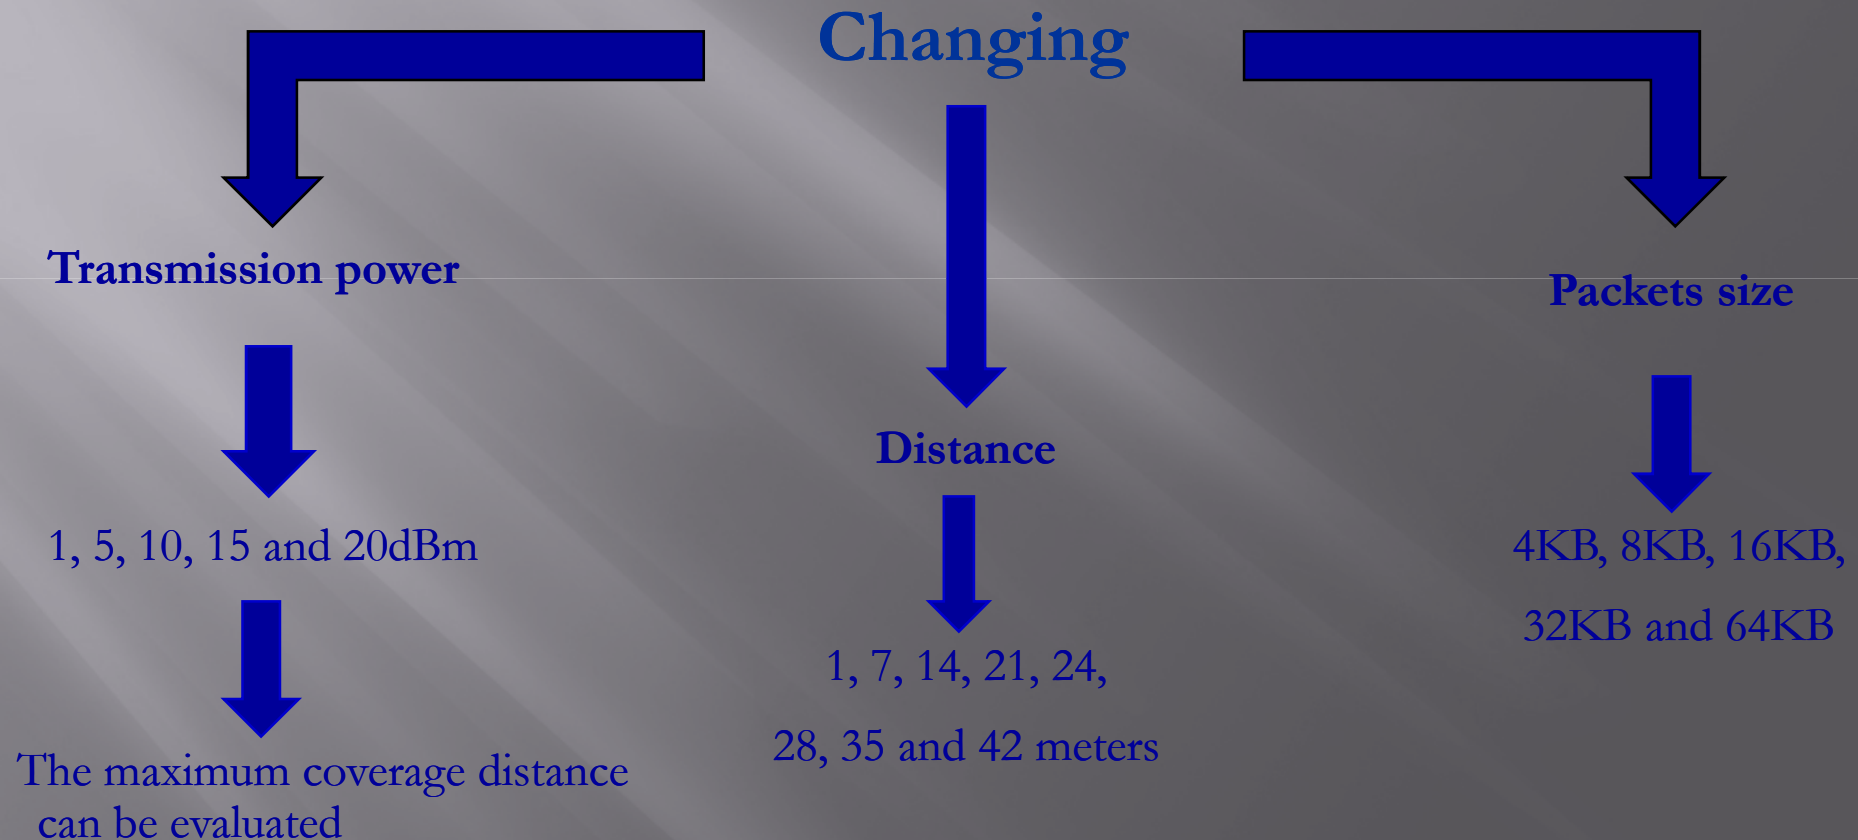 Changing
Transmission power
1, 5, 10, 15 and 20dBm
The maximum coverage distance
can be evaluated
Distance
1, 7, 14, 21, 24,
28, 35 and 42 meters
Packets size
4KB, 8KB, 16KB,
32KB and 64KB